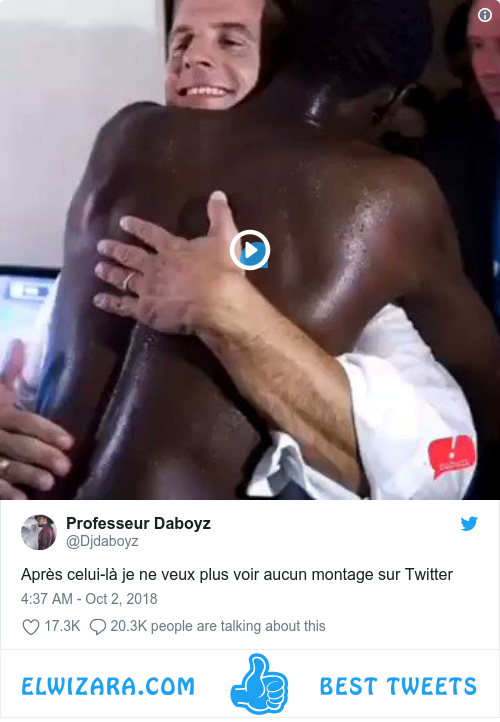 Professeur Daboyz
@Djdaboyz
Après celui-là je ne veux plus voir aucun montage sur Twitter
4:37 AM - Oct 2, 2018
17.3K 20.3K people are talking about this
ELWIZARA.COM BEST TWEETS